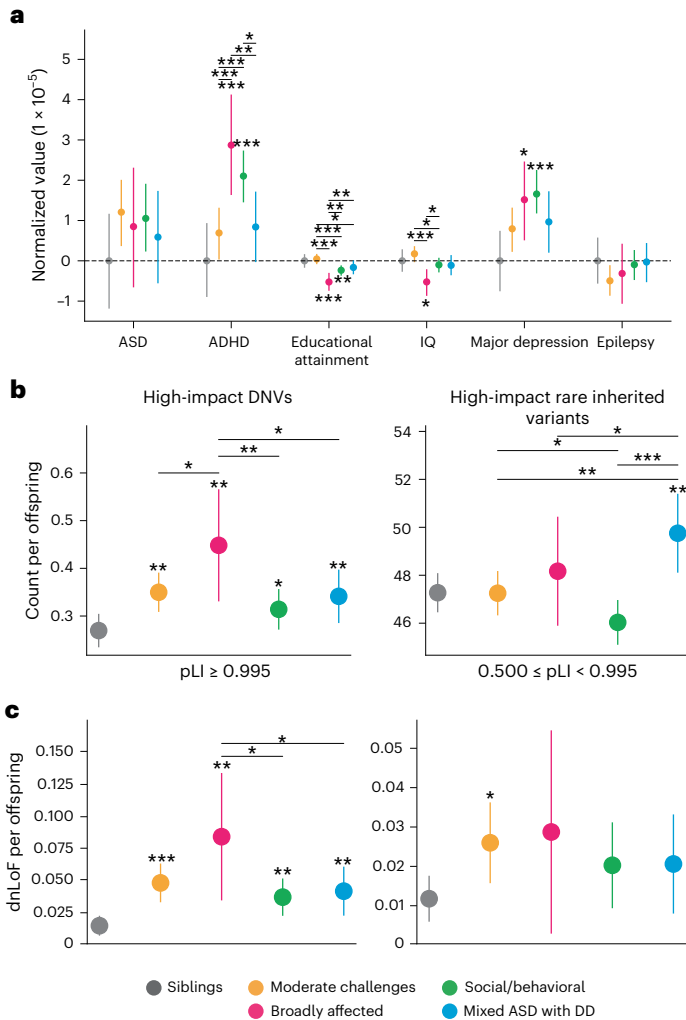 a
Normalized value (1 × 10⁻⁵)
5
4
3
2
1
0
−1
*
**
***
***
***
***
**
**
*
***
***
**
***
*
*
***
*
*
***
ASD
ADHD
Educational
attainment
IQ
Major depression
Epilepsy
b
High-impact DNVs
Count per offspring
0.6
0.5
0.4
0.3
*
**
*
**
**
*
**
pLI ≥ 0.995
High-impact rare inherited
variants
54
52
50
48
46
*
*
***
**
**
0.500 ≤ pLI < 0.995
c
dnLoF per offspring
0.150
0.125
0.100
0.075
0.050
0.025
0
*
*
**
***
**
**
0.05
0.04
0.03
0.02
0.01
0
*
Siblings
Moderate challenges
Social/behavioral
Broadly affected
Mixed ASD with DD